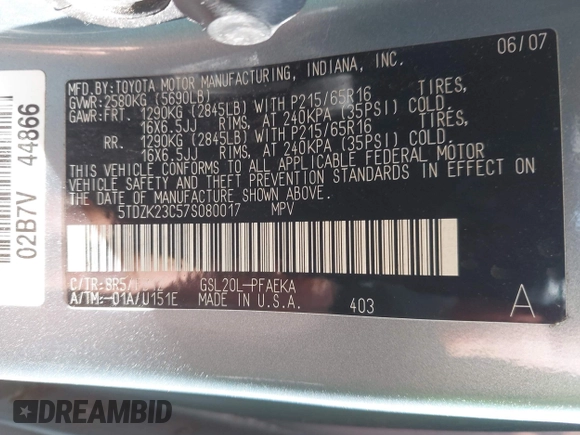 06/07
MFD.BY:TOYOTA MOTOR MANUFACTURING, INDIANA, INC.
GVWR:2580KG(5690LB)
GAWR:FRT. 1290KG (2845LB) WITH P215/65R16 TIRES,
16X6.5JJ RIMS, AT 240KPA (35PSI) COLD.
RR. 1290KG (2845LB) WITH P215/65R16 TIRES,
16X6.5JJ RIMS, AT 240KPA (35PSI) COLD.
THIS VEHICLE CONFORMS TO ALL APPLICABLE FEDERAL MOTOR
VEHICLE SAFETY AND THEFT PREVENTION STANDARDS IN EFFECT ON
THE DATE OF MANUFACTURE SHOWN ABOVE.
5TDZK23C57S080017 MPV
C/TR: GSL20L-PFAEKA
A/TM:-01A/U151E MADE IN U.S.A. 403 A
02B7V 44866
DREAMBID